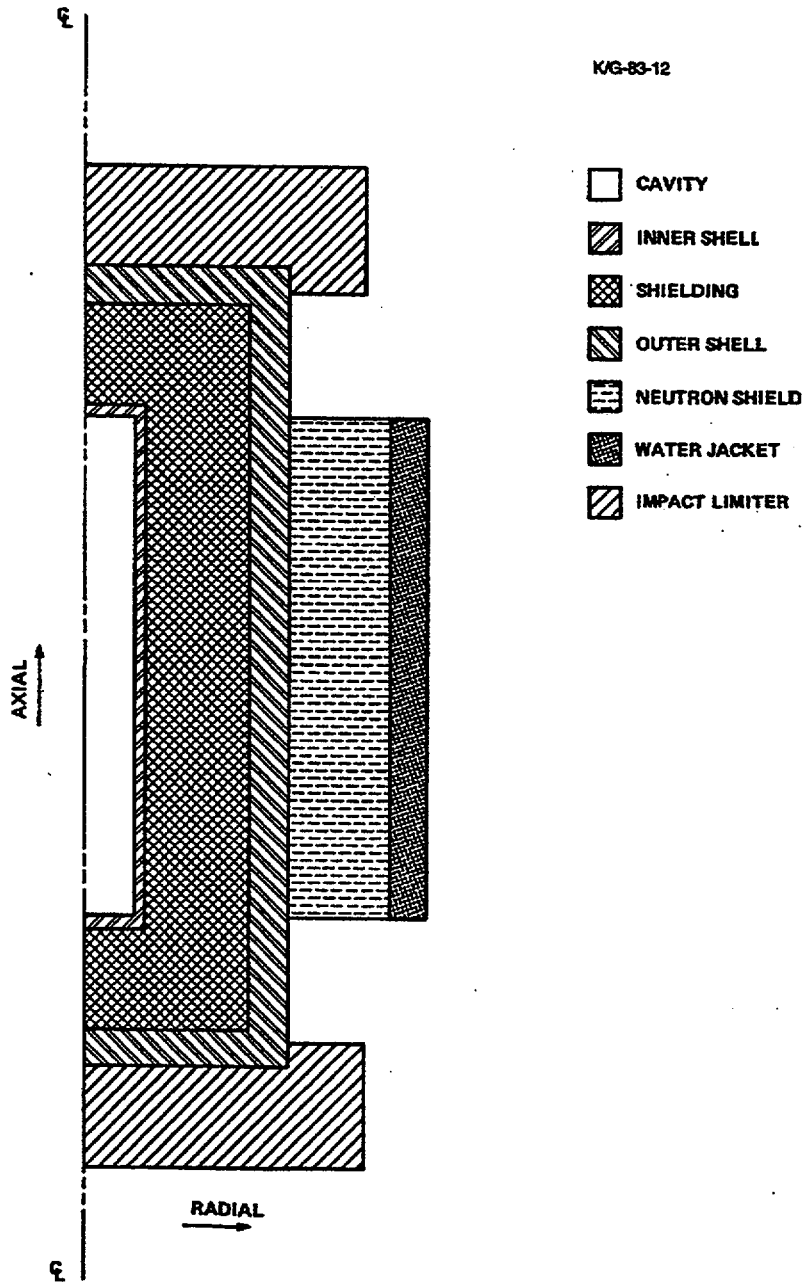 ℄
K/G-83-12
CAVITY
INNER SHELL
SHIELDING
OUTER SHELL
NEUTRON SHIELD
WATER JACKET
IMPACT LIMITER
AXIAL
RADIAL
℄